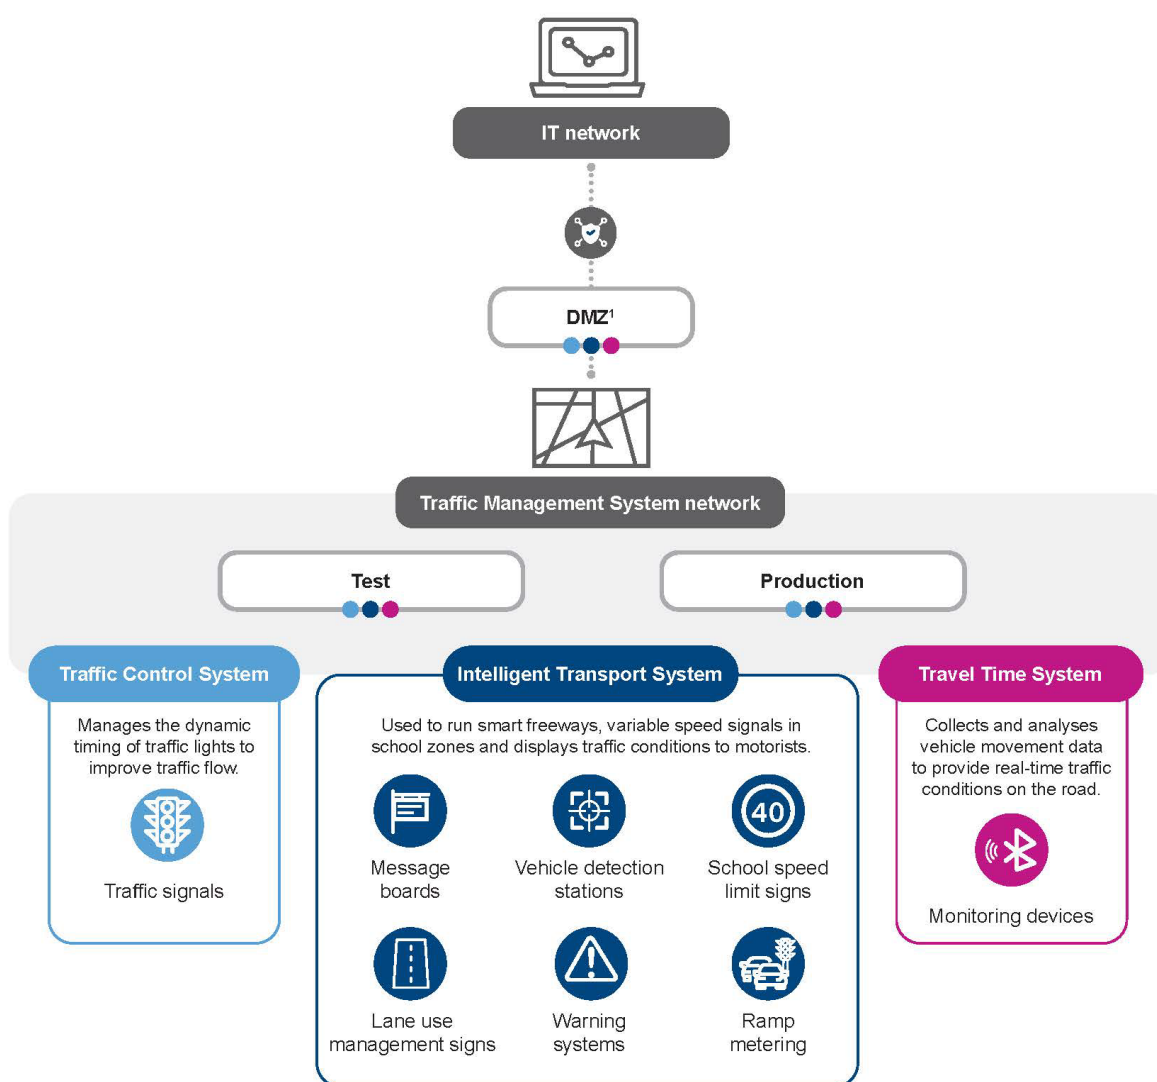 IT network
DMZ¹
Traffic Management System network
Test
Production
Traffic Control System
Manages the dynamic
timing of traffic lights to
improve traffic flow.
Traffic signals
Intelligent Transport System
Used to run smart freeways, variable speed signals in
school zones and displays traffic conditions to motorists.
Message
boards
Vehicle detection
stations
40
School speed
limit signs
Lane use
management signs
Warning
systems
Ramp
metering
Travel Time System
Collects and analyses
vehicle movement data
to provide real-time traffic
conditions on the road.
Monitoring devices